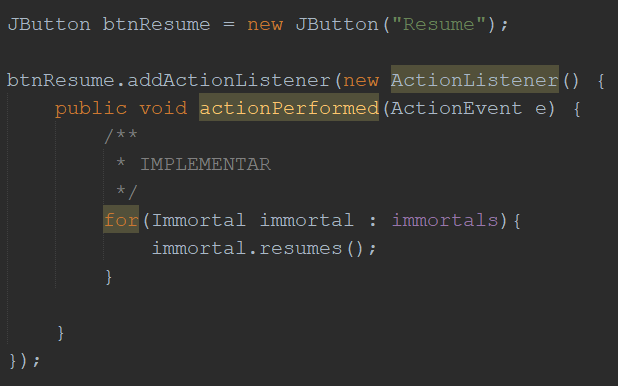 JButton btnResume = new JButton("Resume");
btnResume.addActionListener(new ActionListener() {
public void actionPerformed(ActionEvent e) {
/**
* IMPLEMENTAR
*/
for(Immortal immortal : immortals){
immortal.resumes();
}
}
});